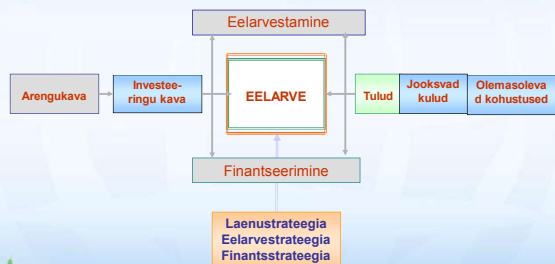 Eelarvestamine
Arengukava
Investee-
ringu kava
EELARVE
Tulud
Jooksvad
kulud
Olemasoleva
d kohustused
Finantseerimine
Laenustrateegia
Eelarvestrateegia
Finantsstrateegia